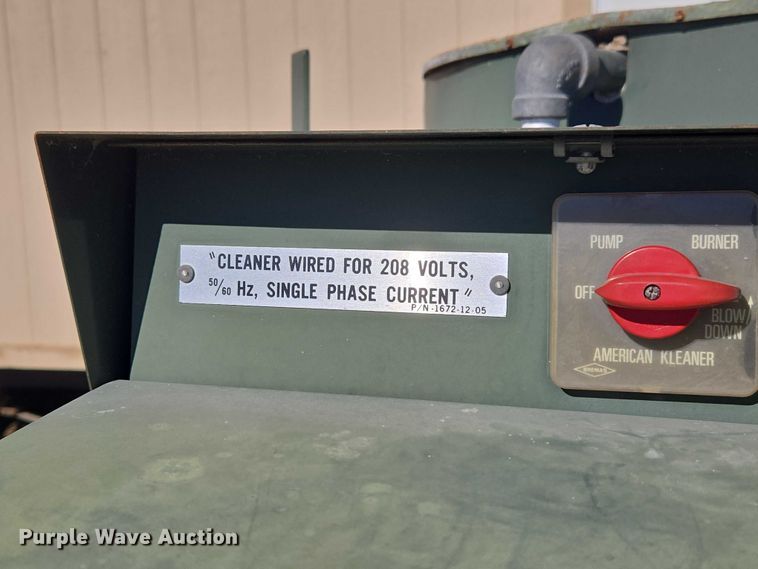 "CLEANER WIRED FOR 208 VOLTS,
50/60 Hz, SINGLE PHASE CURRENT"
P/N-1672-12-05
PUMP BURNER
OFF
BLOW
DOWN
AMERICAN KLEANER
BREMAS
Purple Wave Auction